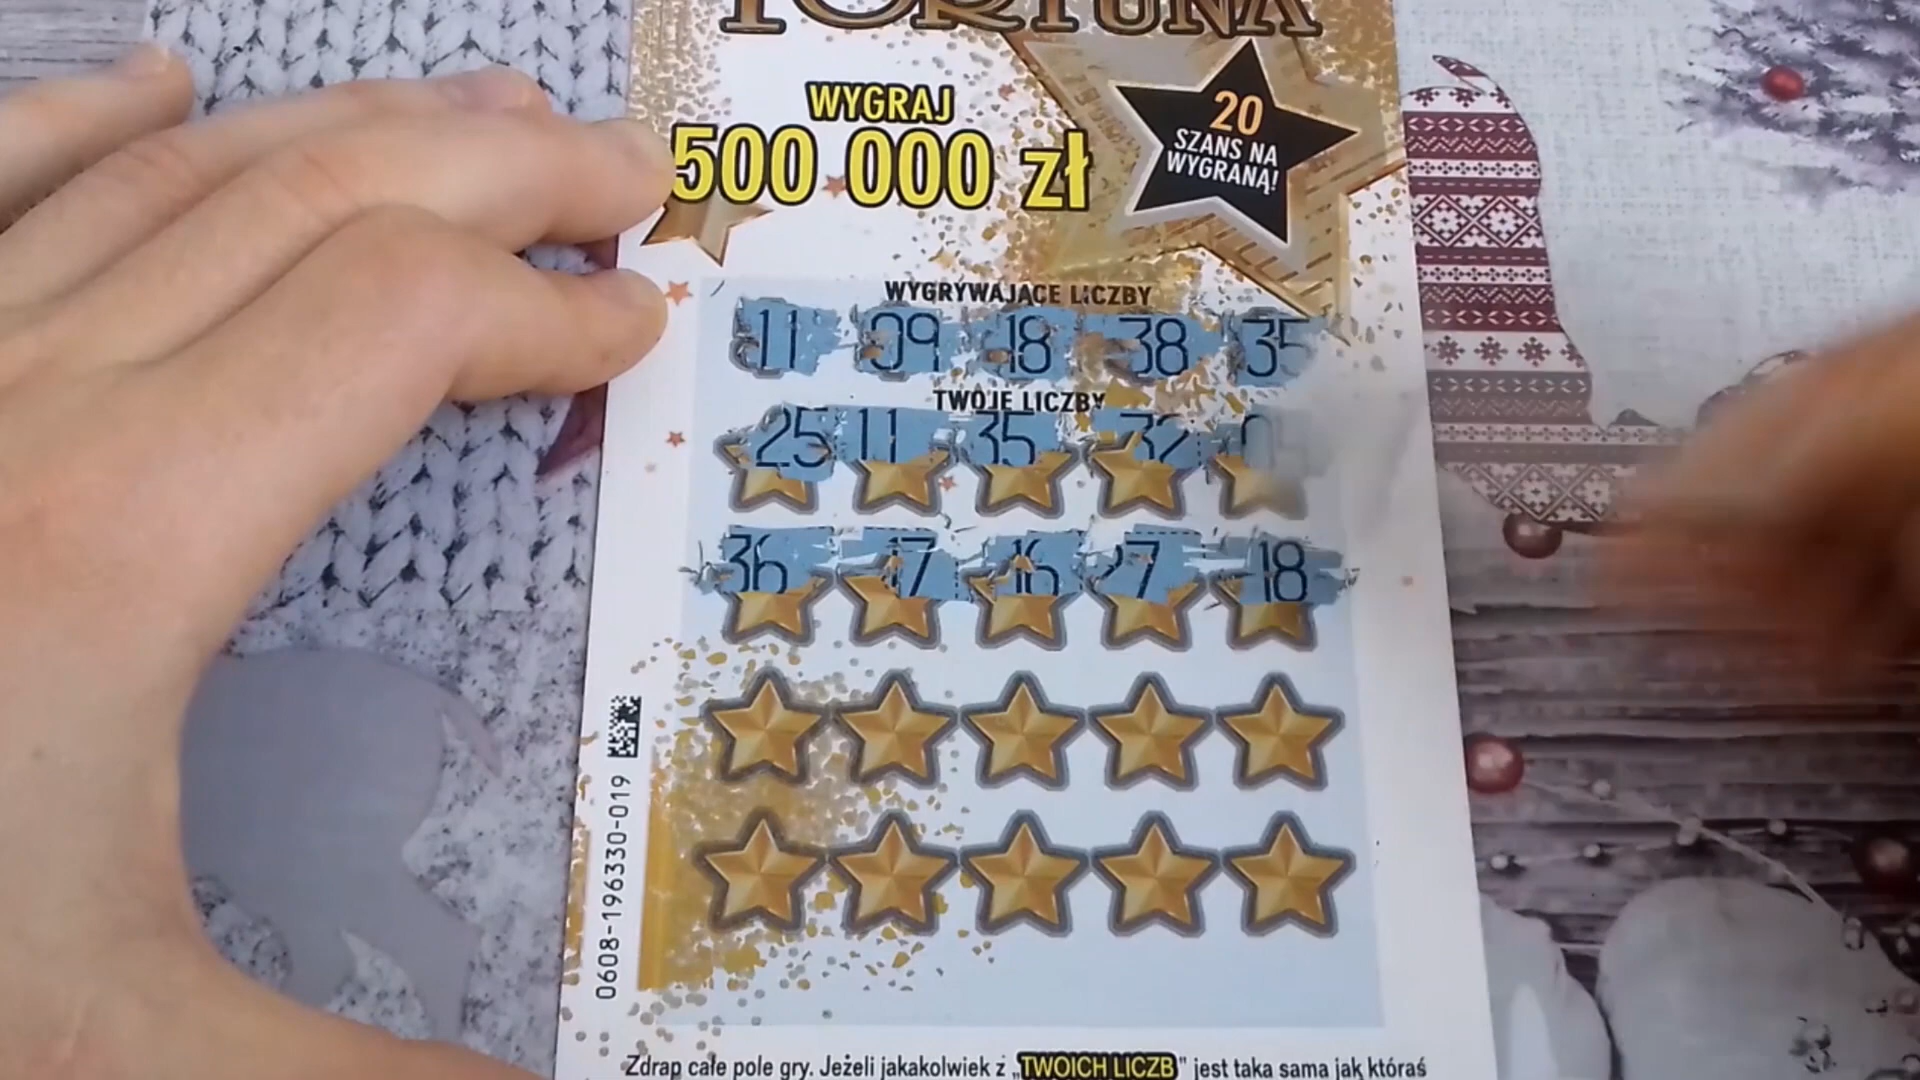 FORTUNA
WYGRAJ
500 000 zł
20
SZANS NA
WYGRANĄ!
WYGRYWAJĄCE LICZBY
11 09 18 38 35
TWOJE LICZBY
25 11 35 32
36 17 16 27 18
0608-196330-019
Zdrap całe pole gry. Jeżeli jakakolwiek z „TWOICH LICZB" jest taka sama jak któraś